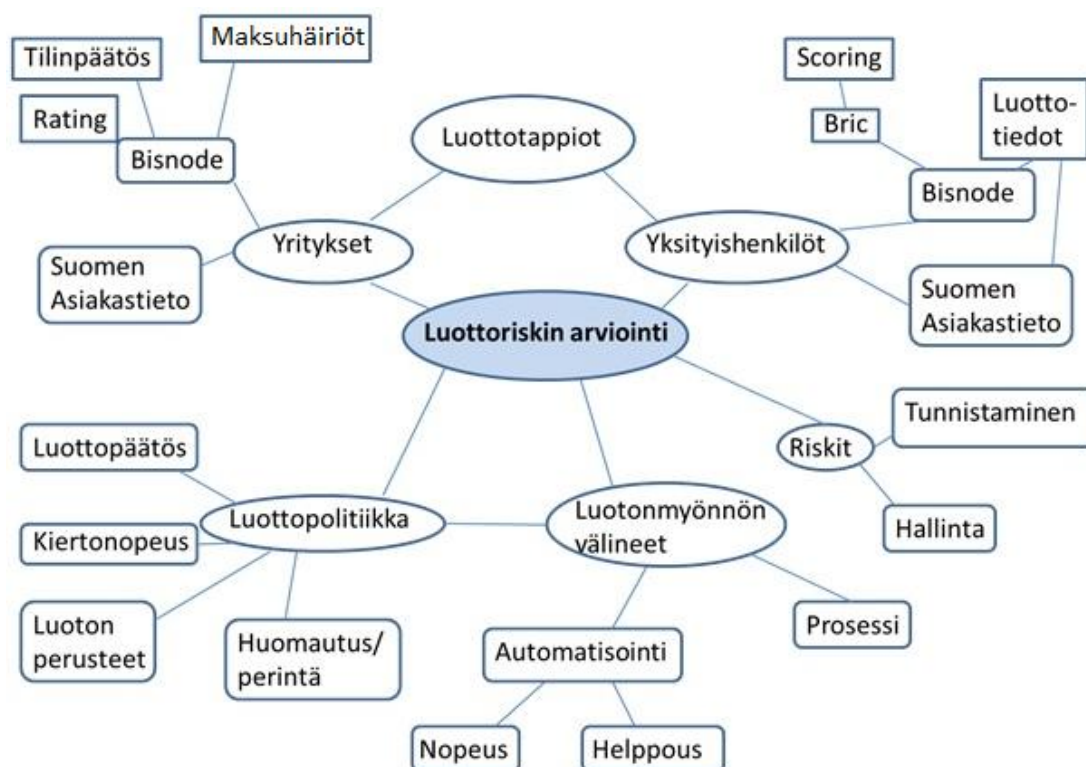 Maksuhäiriöt
Tilinpäätös
Rating
Bisnode
Suomen
Asiakastieto
Yritykset
Luottotappiot
Yksityishenkilöt
Scoring
Bric
Luotto-
tiedot
Bisnode
Suomen
Asiakastieto
Luottoriskin arviointi
Riskit
Tunnistaminen
Hallinta
Luottopolitiikka
Luottopäätös
Kiertonopeus
Luoton
perusteet
Huomautus/
perintä
Luotonmyönnön
välineet
Prosessi
Automatisointi
Nopeus
Helppous